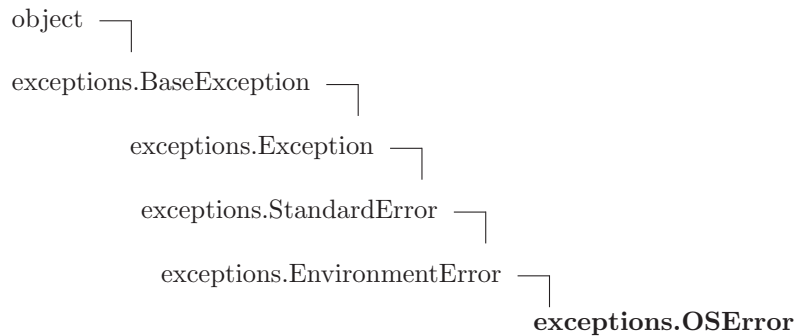 object
exceptions.BaseException
exceptions.Exception
exceptions.StandardError
exceptions.EnvironmentError
exceptions.OSError